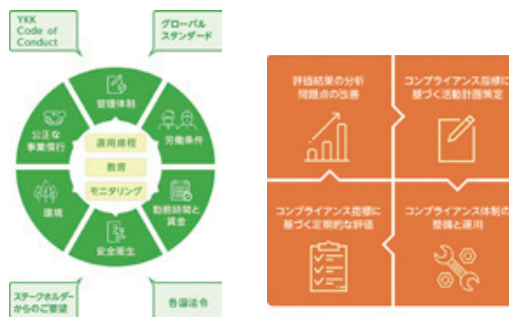 YKK
Code of
Conduct
グローバル
スタンダード
管理体制
公正な
事業慣行
労働条件
運用規程
教育
モニタリング
環境
勤務時間と
賃金
安全衛生
ステークホルダー
からのご要望
各国法令
評価結果の分析
問題点の改善
コンプライアンス指標に
基づく活動計画策定
コンプライアンス指標に
基づく定期的な評価
コンプライアンス体制の
整備と運用